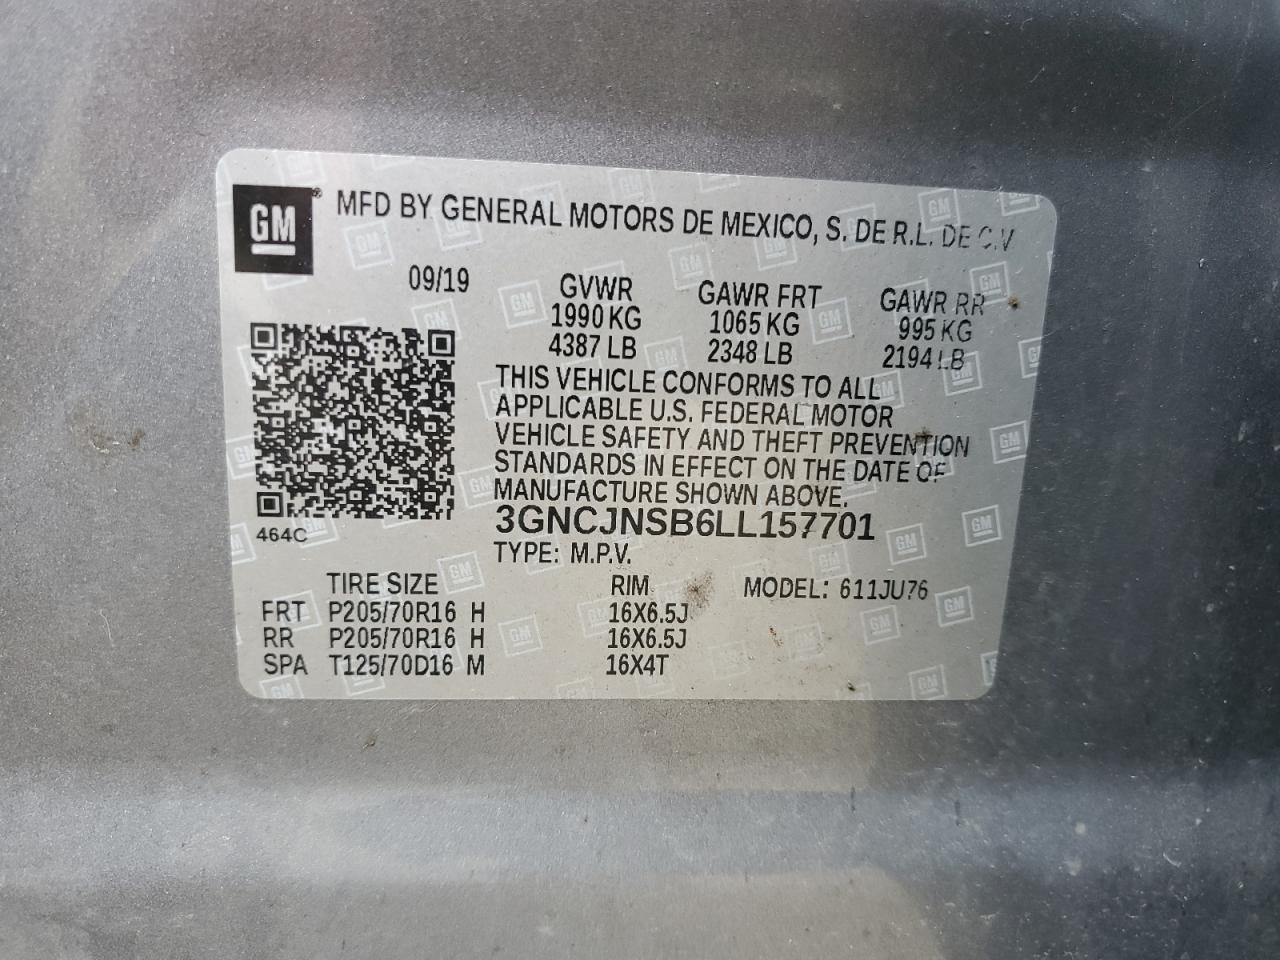 GM ® MFD BY GENERAL MOTORS DE MEXICO, S. DE R.L. DE C.V
09/19 GVWR GAWR FRT GAWR RR
1990 KG 1065 KG 995 KG
4387 LB 2348 LB 2194 LB
THIS VEHICLE CONFORMS TO ALL
APPLICABLE U.S. FEDERAL MOTOR
VEHICLE SAFETY AND THEFT PREVENTION
STANDARDS IN EFFECT ON THE DATE OF
MANUFACTURE SHOWN ABOVE.
3GNCJNSB6LL157701
464C
TYPE: M.P.V.
TIRE SIZE RIM MODEL: 611JU76
FRT P205/70R16 H 16X6.5J
RR P205/70R16 H 16X6.5J
SPA T125/70D16 M 16X4T